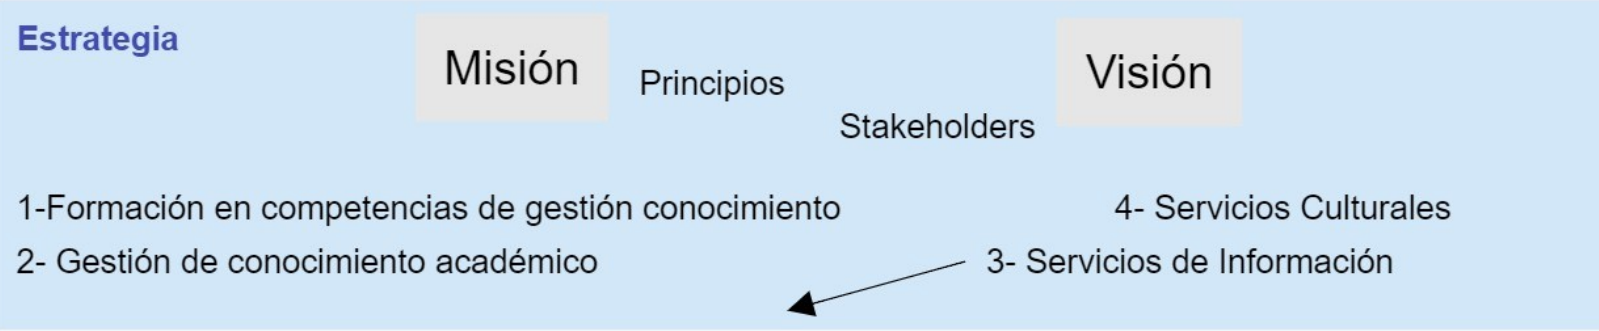 Estrategia
Misión
Principios
Stakeholders
Visión
1-Formación en competencias de gestión conocimiento
2- Gestión de conocimiento académico
4- Servicios Culturales
3- Servicios de Información